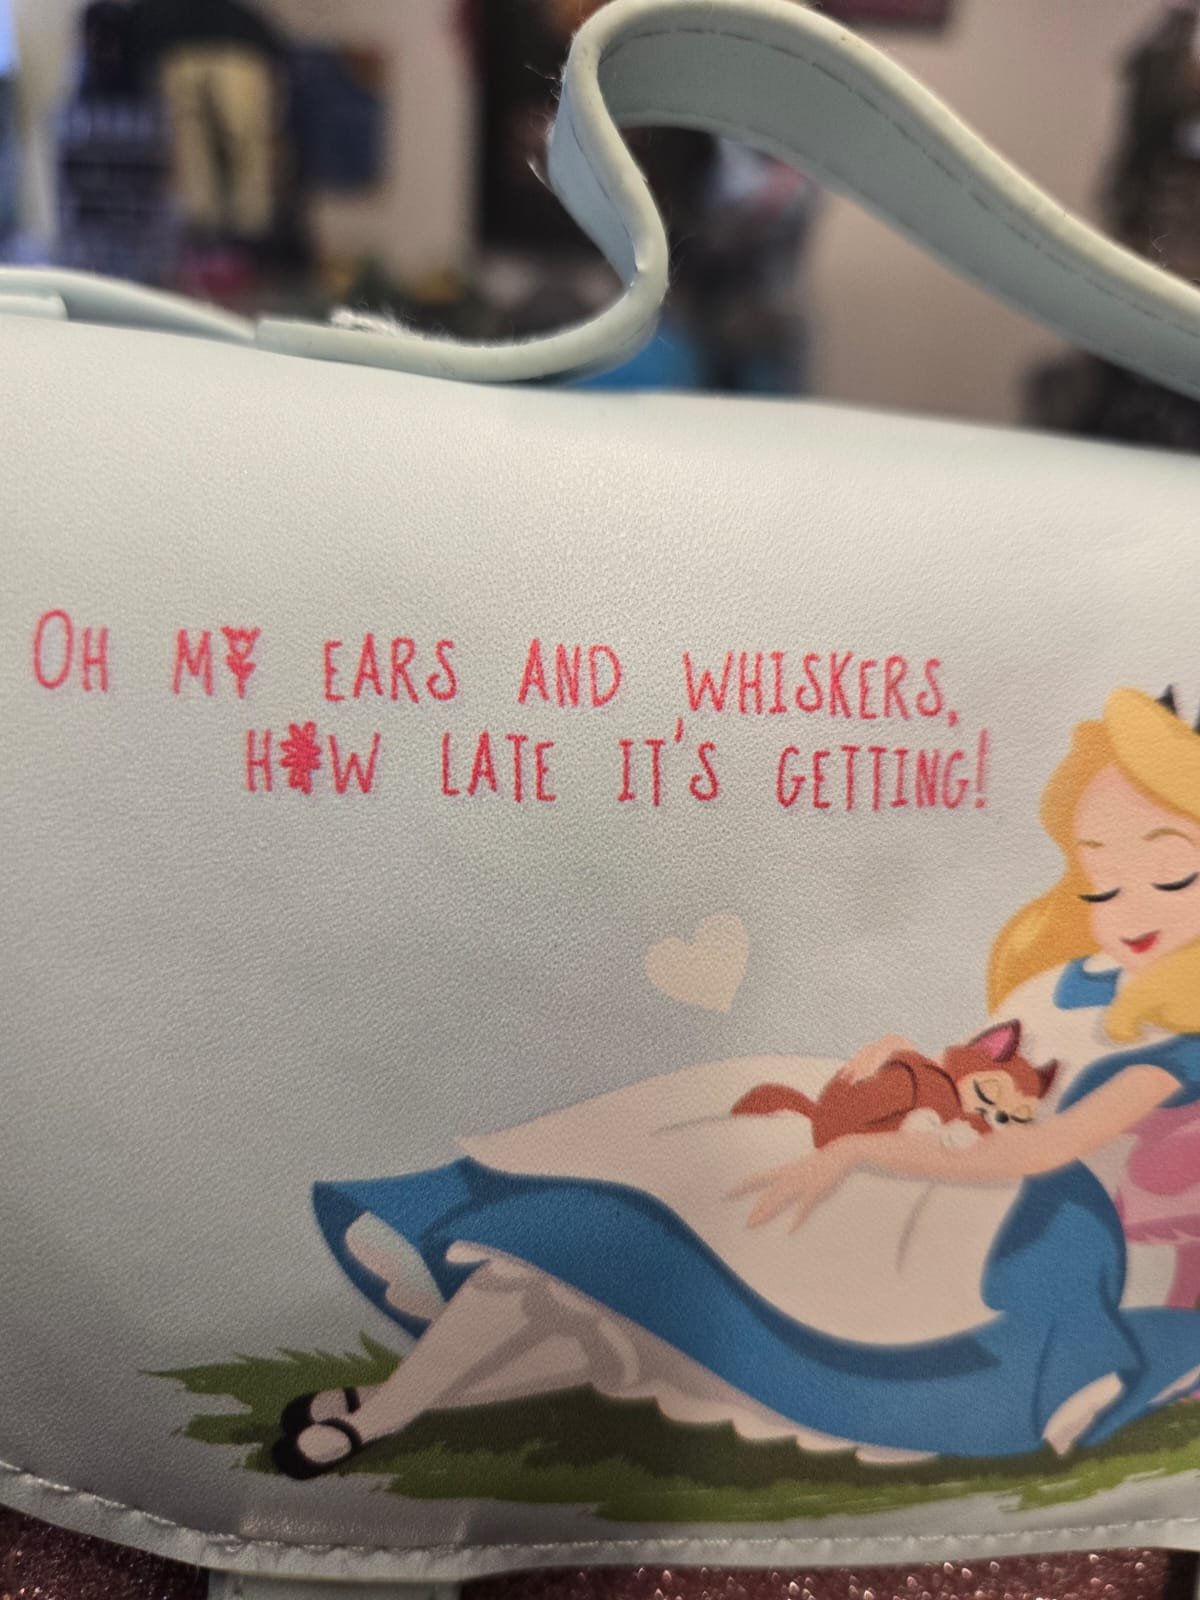 Oh my ears and whiskers,
how late it's getting!